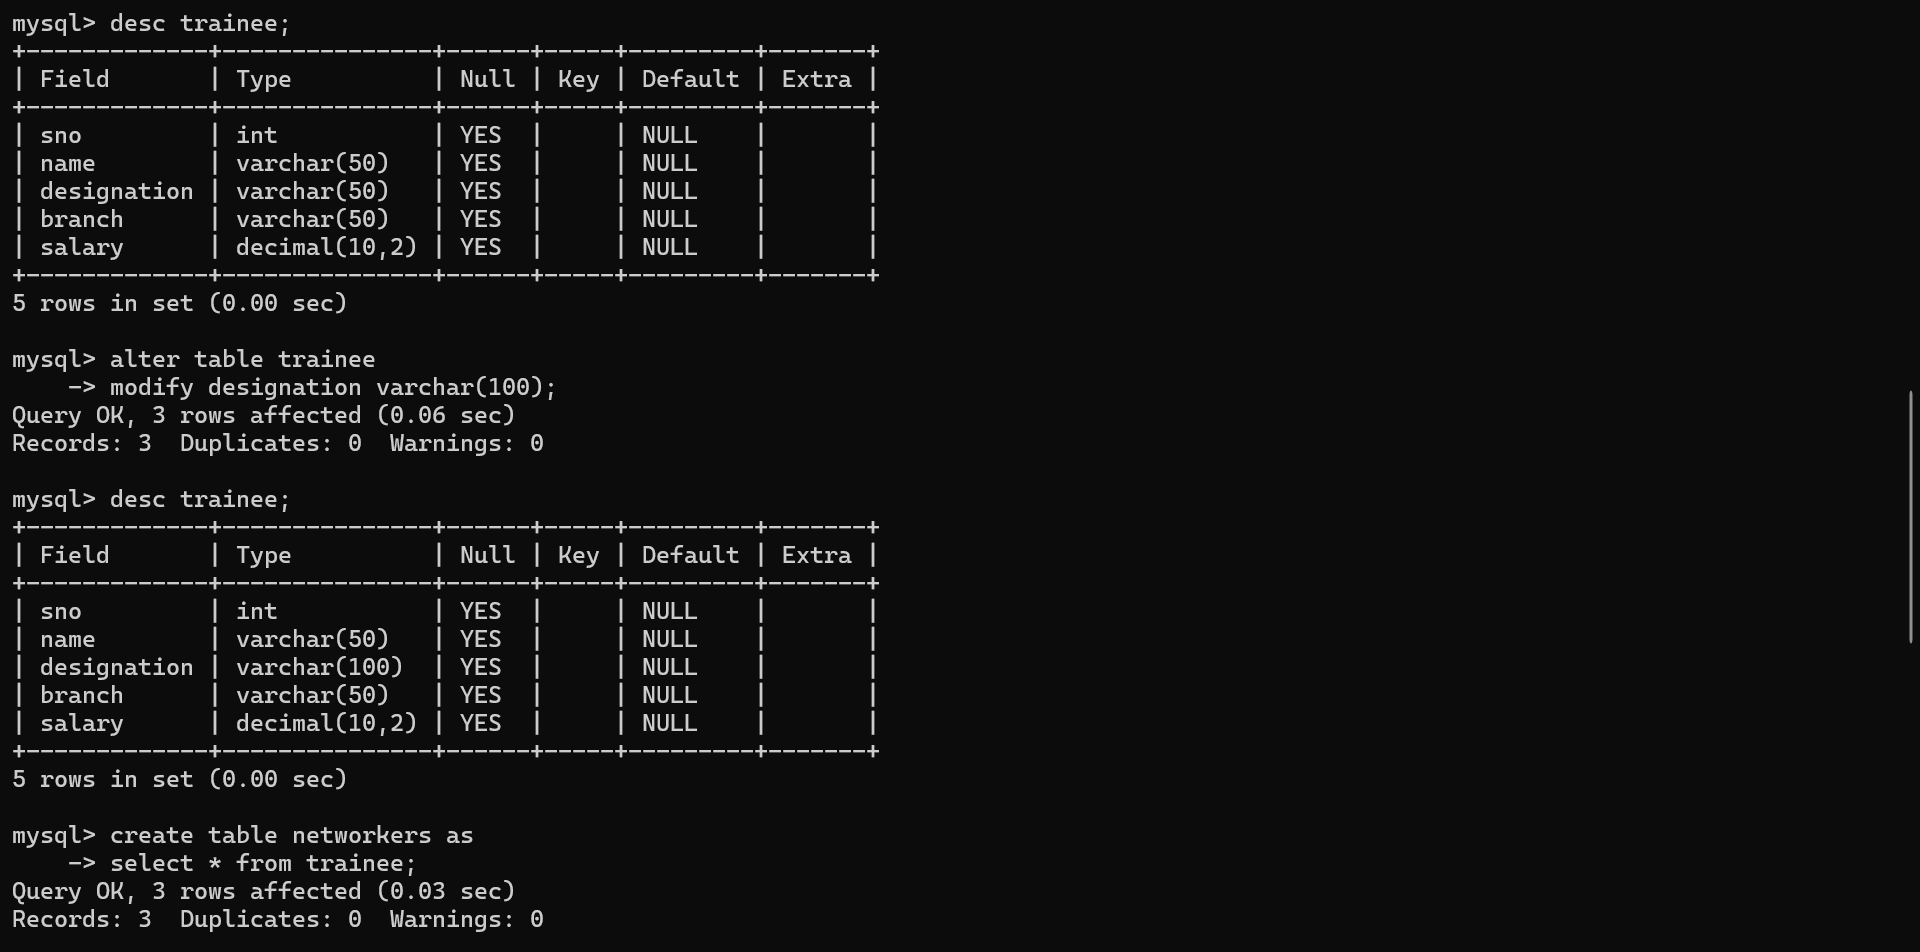 mysql> desc trainee;
+-------------+---------------+------+-----+---------+-------+
| Field       | Type          | Null | Key | Default | Extra |
+-------------+---------------+------+-----+---------+-------+
| sno         | int           | YES  |     | NULL    |       |
| name        | varchar(50)   | YES  |     | NULL    |       |
| designation | varchar(50)   | YES  |     | NULL    |       |
| branch      | varchar(50)   | YES  |     | NULL    |       |
| salary      | decimal(10,2) | YES  |     | NULL    |       |
+-------------+---------------+------+-----+---------+-------+
5 rows in set (0.00 sec)

mysql> alter table trainee
    -> modify designation varchar(100);
Query OK, 3 rows affected (0.06 sec)
Records: 3  Duplicates: 0  Warnings: 0

mysql> desc trainee;
+-------------+---------------+------+-----+---------+-------+
| Field       | Type          | Null | Key | Default | Extra |
+-------------+---------------+------+-----+---------+-------+
| sno         | int           | YES  |     | NULL    |       |
| name        | varchar(50)   | YES  |     | NULL    |       |
| designation | varchar(100)  | YES  |     | NULL    |       |
| branch      | varchar(50)   | YES  |     | NULL    |       |
| salary      | decimal(10,2) | YES  |     | NULL    |       |
+-------------+---------------+------+-----+---------+-------+
5 rows in set (0.00 sec)

mysql> create table networkers as
    -> select * from trainee;
Query OK, 3 rows affected (0.03 sec)
Records: 3  Duplicates: 0  Warnings: 0